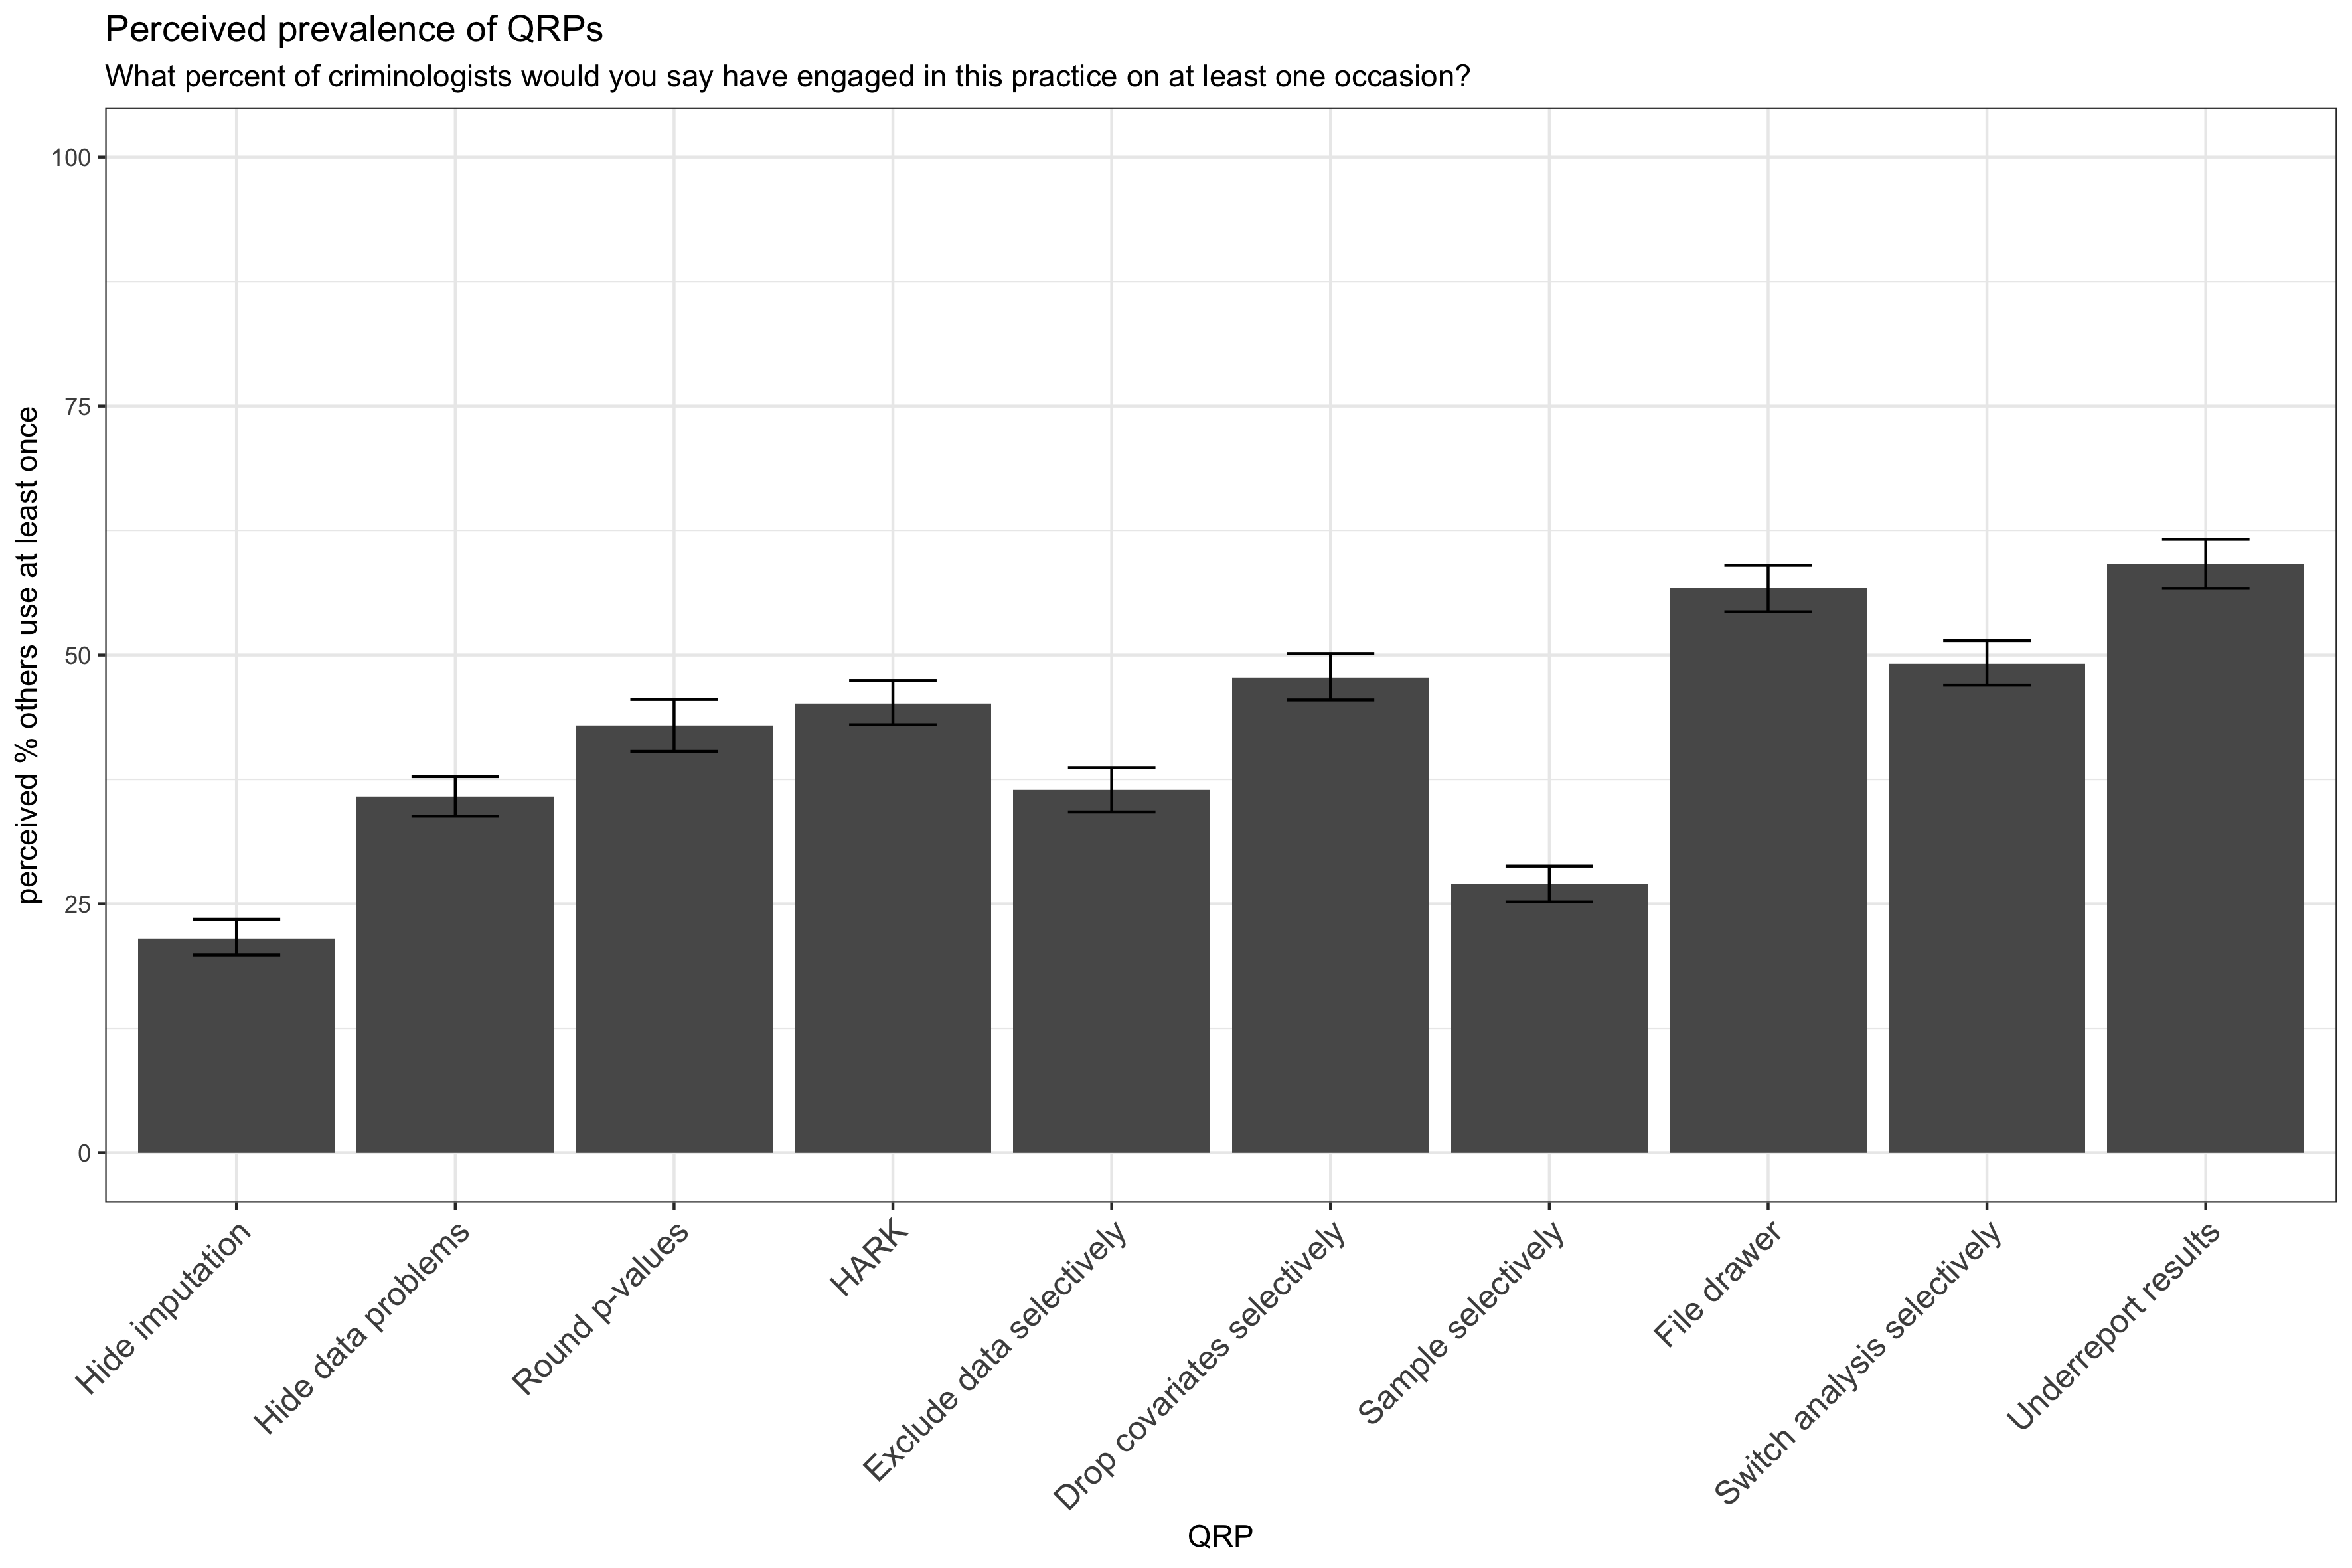 Perceived prevalence of QRPs
What percent of criminologists would you say have engaged in this practice on at least one occasion?
perceived % others use at least once
100
75
50
25
0
Hide imputation
Hide data problems
Round p-values
HARK
Exclude data selectively
Drop covariates selectively
Sample selectively
File drawer
Switch analysis selectively
Underreport results
QRP